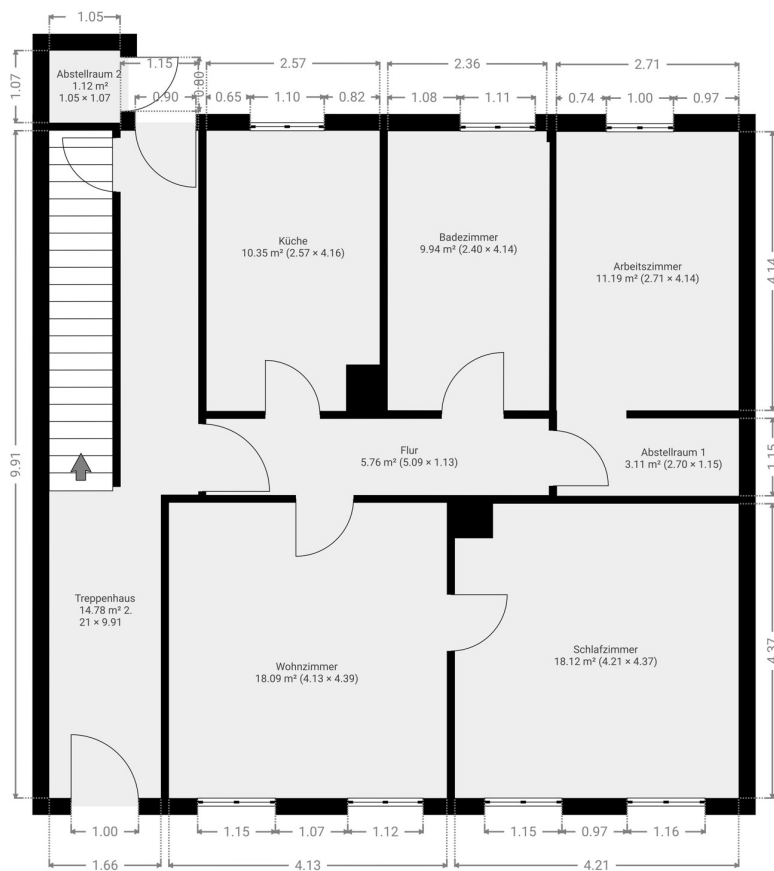 1.05
Abstellraum 2
1.12 m²
1.05 × 1.07
1.07
1.15
0.80
0.90
2.57
2.36
2.71
0.65
1.10
0.82
1.08
1.11
0.74
1.00
0.97
Küche
10.35 m² (2.57 × 4.16)
Badezimmer
9.94 m² (2.40 × 4.14)
Arbeitszimmer
11.19 m² (2.71 × 4.14)
4.14
9.91
Flur
5.76 m² (5.09 × 1.13)
Abstellraum 1
3.11 m² (2.70 × 1.15)
1.15
Treppenhaus
14.78 m² 2.
21 × 9.91
Wohnzimmer
18.09 m² (4.13 × 4.39)
Schlafzimmer
18.12 m² (4.21 × 4.37)
4.37
1.00
1.15
1.07
1.12
1.15
0.97
1.16
1.66
4.13
4.21